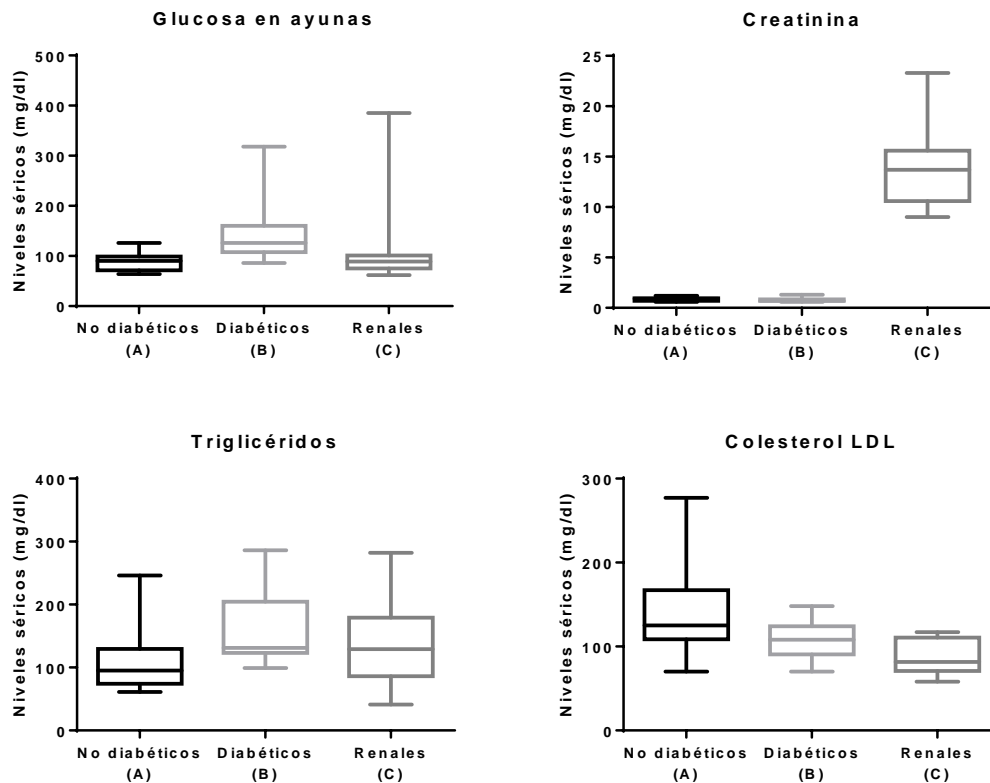 Glucosa en ayunas
Niveles séricos (mg/dl)
500
400
300
200
100
0
No diabéticos Diabéticos Renales
(A) (B) (C)
Creatinina
Niveles séricos (mg/dl)
25
20
15
10
5
0
No diabéticos Diabéticos Renales
(A) (B) (C)
Triglicéridos
Niveles séricos (mg/dl)
400
300
200
100
0
No diabéticos Diabéticos Renales
(A) (B) (C)
Colesterol LDL
Niveles séricos (mg/dl)
300
200
100
0
No diabéticos Diabéticos Renales
(A) (B) (C)